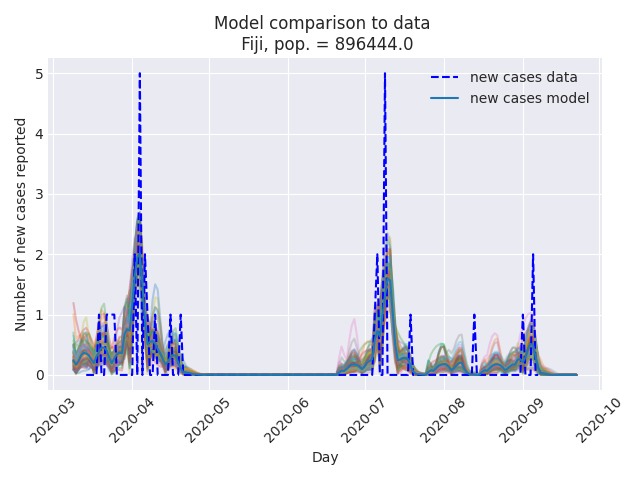 Model comparison to data
Fiji, pop. = 896444.0
new cases data
new cases model
Number of new cases reported
5
4
3
2
1
0
2020-03
2020-04
2020-05
2020-06
2020-07
2020-08
2020-09
2020-10
Day